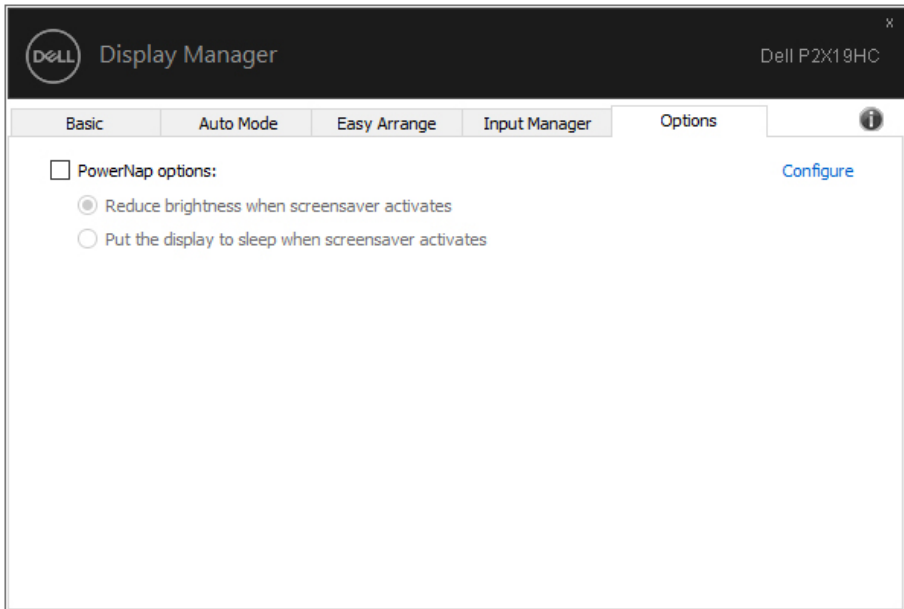 x
DELL Display Manager Dell P2X19HC
Basic Auto Mode Easy Arrange Input Manager Options i
PowerNap options: Configure
Reduce brightness when screensaver activates
Put the display to sleep when screensaver activates